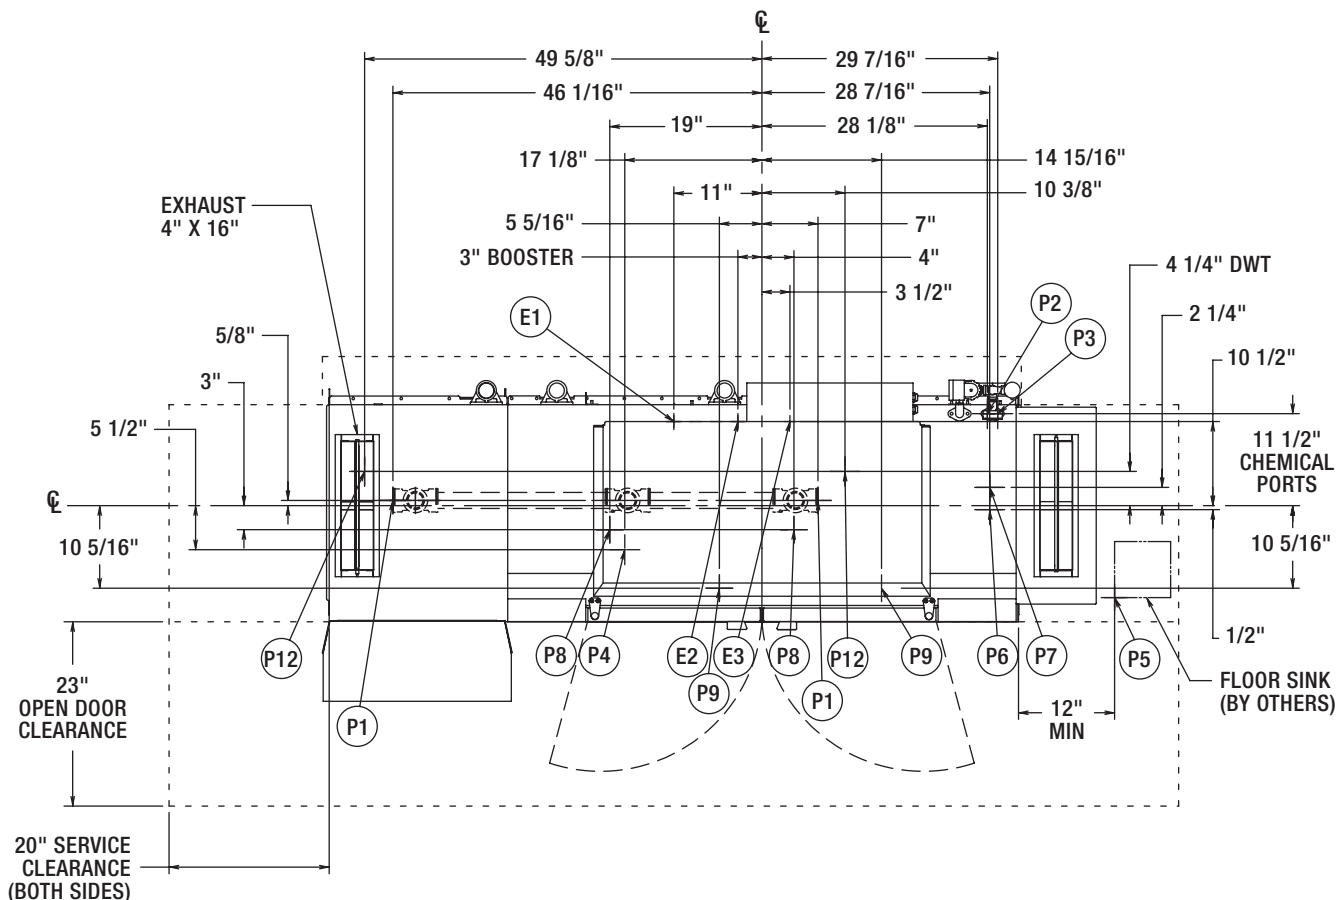 ℄
49 5/8"
29 7/16"
46 1/16"
28 7/16"
19"
28 1/8"
17 1/8"
14 15/16"
11"
10 3/8"
EXHAUST
4" X 16"
5 5/16"
7"
3" BOOSTER
4"
4 1/4" DWT
3 1/2"
E1
P2
2 1/4"
5/8"
P3
10 1/2"
3"
5 1/2"
11 1/2"
CHEMICAL
PORTS
℄
10 5/16"
10 5/16"
1/2"
P12
P8
P4
E2
E3
P8
P12
P9
P6
P7
P5
P9
P1
P1
23"
OPEN DOOR
CLEARANCE
12"
MIN
FLOOR SINK
(BY OTHERS)
20" SERVICE
CLEARANCE
(BOTH SIDES)